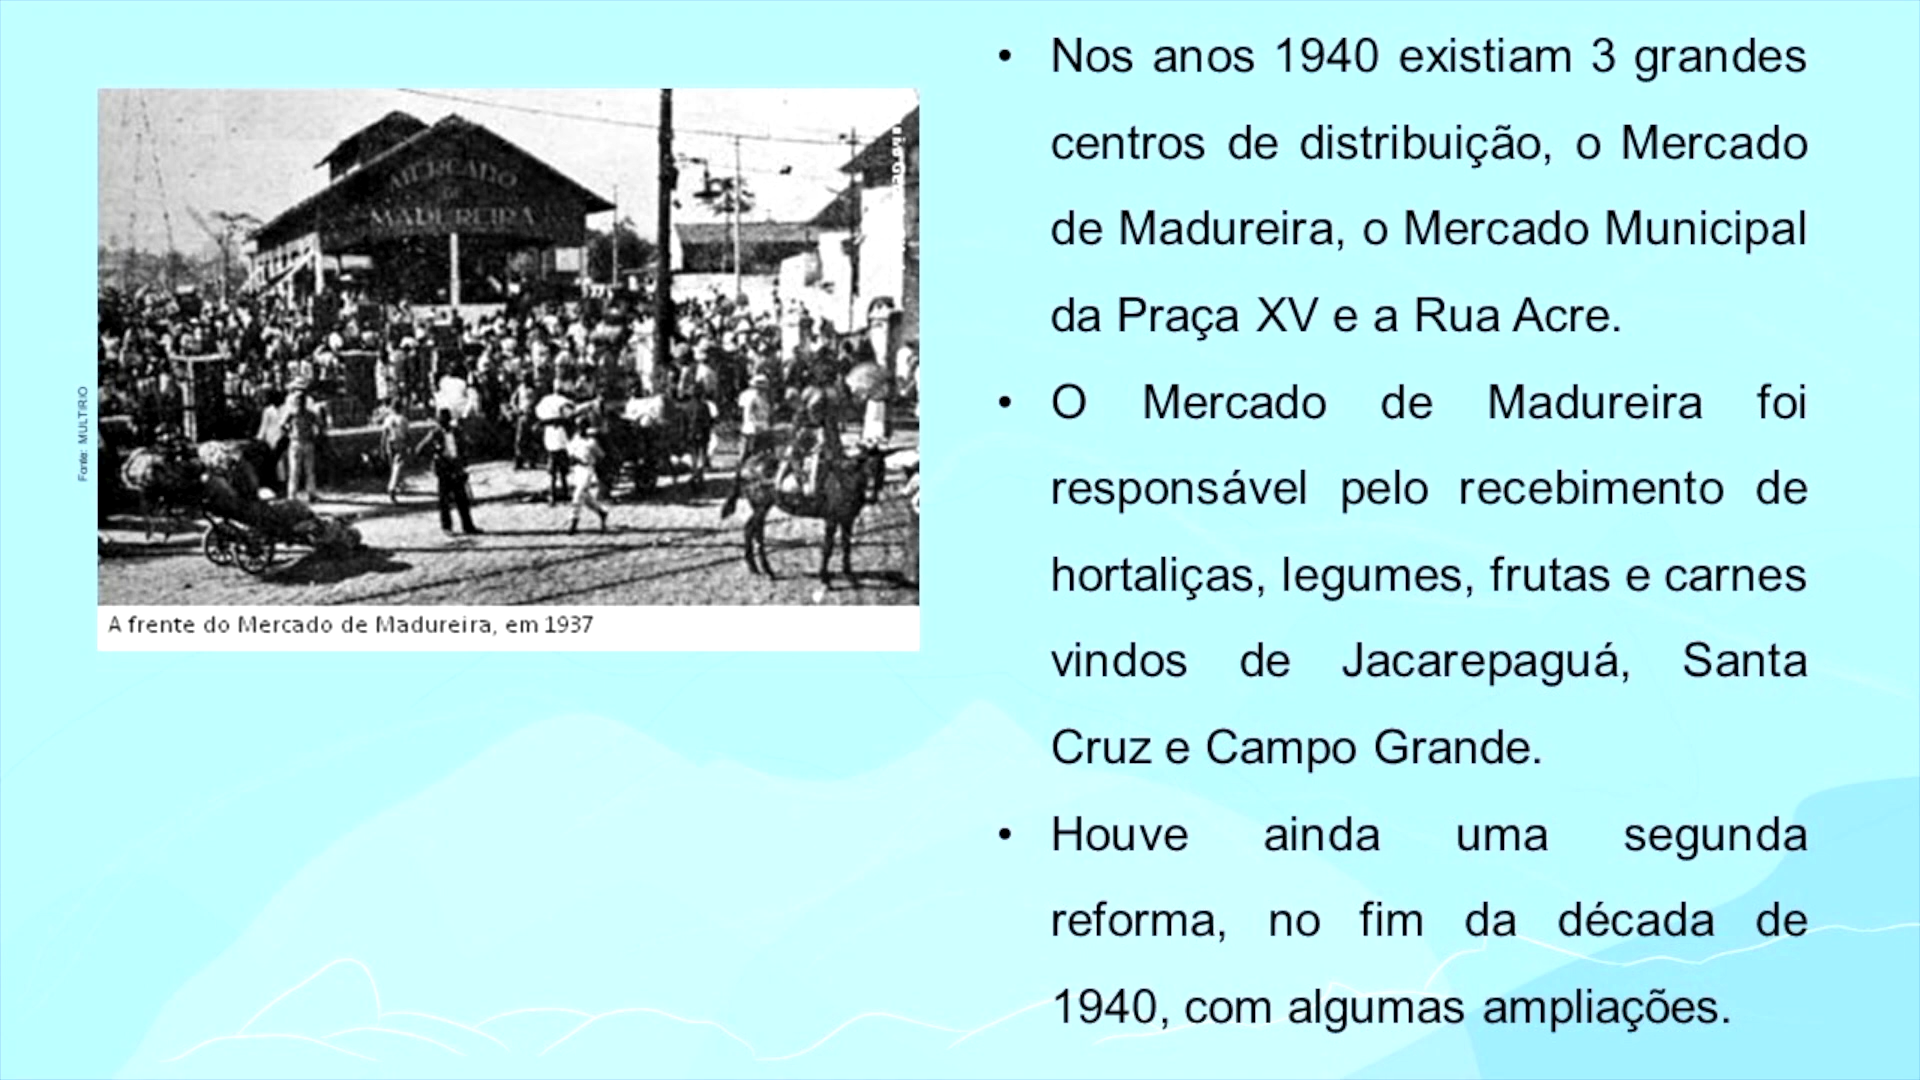 MERCADO
DE
MADUREIRA
Fonte: MULTIRIO
A frente do Mercado de Madureira, em 1937
• Nos anos 1940 existiam 3 grandes
centros de distribuição, o Mercado
de Madureira, o Mercado Municipal
da Praça XV e a Rua Acre.
• O Mercado de Madureira foi
responsável pelo recebimento de
hortaliças, legumes, frutas e carnes
vindos de Jacarepaguá, Santa
Cruz e Campo Grande.
• Houve ainda uma segunda
reforma, no fim da década de
1940, com algumas ampliações.